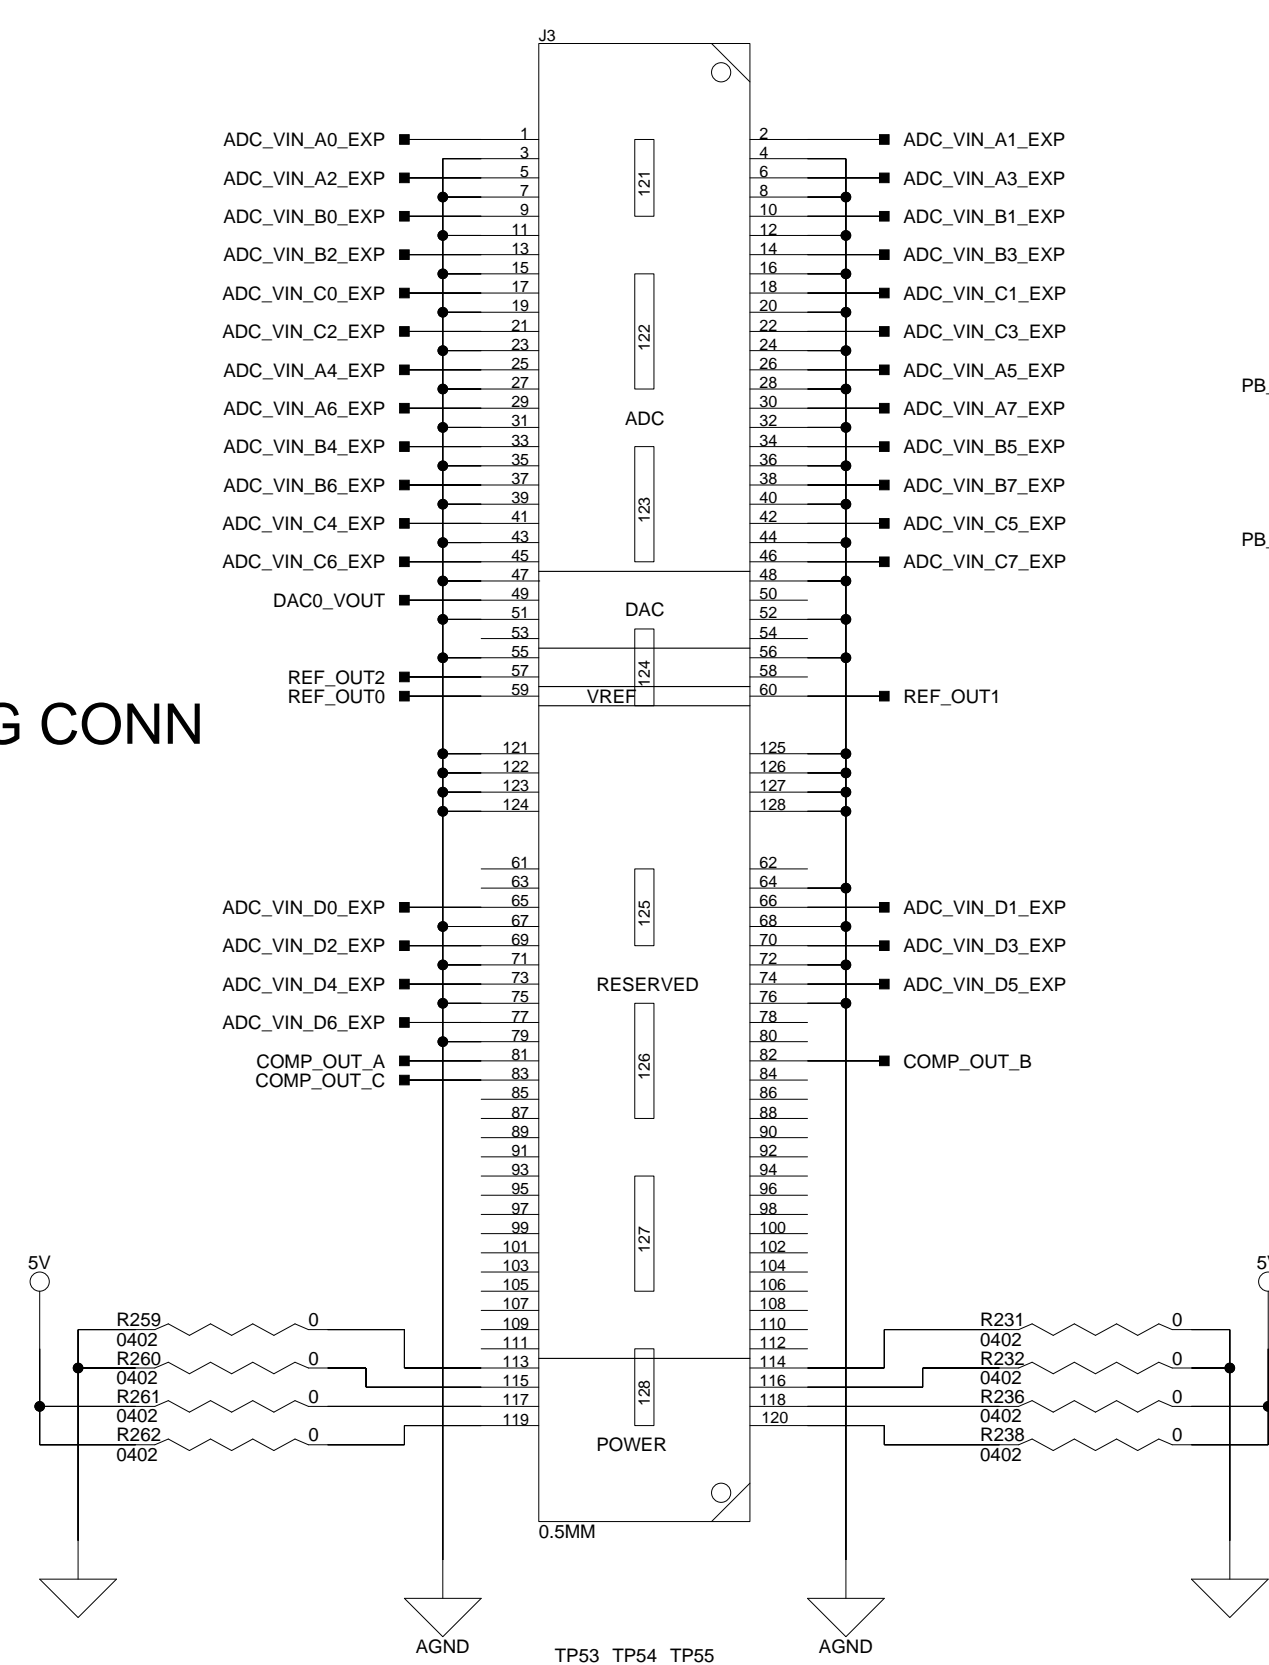 J3
ADC_VIN_A0_EXP 1 2 ADC_VIN_A1_EXP
3 4
ADC_VIN_A2_EXP 5 121 6 ADC_VIN_A3_EXP
7 8
ADC_VIN_B0_EXP 9 10 ADC_VIN_B1_EXP
11 12
ADC_VIN_B2_EXP 13 14 ADC_VIN_B3_EXP
15 16
ADC_VIN_C0_EXP 17 18 ADC_VIN_C1_EXP
19 20
ADC_VIN_C2_EXP 21 122 22 ADC_VIN_C3_EXP
23 24
ADC_VIN_A4_EXP 25 26 ADC_VIN_A5_EXP
27 28
PB_
ADC_VIN_A6_EXP 29 30 ADC_VIN_A7_EXP
ADC
31 32
ADC_VIN_B4_EXP 33 34 ADC_VIN_B5_EXP
35 36
ADC_VIN_B6_EXP 37 38 ADC_VIN_B7_EXP
39 123 40
ADC_VIN_C4_EXP 41 42 ADC_VIN_C5_EXP
43 44
PB_
ADC_VIN_C6_EXP 45 46 ADC_VIN_C7_EXP
47 48
DAC0_VOUT 49 50
DAC
51 52
53 54
55 56
REF_OUT2 57 124 58
REF_OUT0 59 VREF 60 REF_OUT1
G CONN
121 125
122 126
123 127
124 128
61 62
63 64
ADC_VIN_D0_EXP 65 125 66 ADC_VIN_D1_EXP
67 68
ADC_VIN_D2_EXP 69 70 ADC_VIN_D3_EXP
71 72
ADC_VIN_D4_EXP 73 RESERVED 74 ADC_VIN_D5_EXP
75 76
ADC_VIN_D6_EXP 77 78
79 80
COMP_OUT_A 81 126 82 COMP_OUT_B
COMP_OUT_C 83 84
85 86
87 88
89 90
91 92
93 94
95 96
97 98
99 127 100
101 102
5V 103 104 5V
105 106
107 108
R259 0 109 110 R231 0
0402 111 112 0402
R260 0 113 114 R232 0
0402 115 128 116 0402
R261 0 117 118 R236 0
0402 119 120 0402
R262 0 R238 0
0402 POWER 0402
0.5MM
AGND AGND
TP53 TP54 TP55